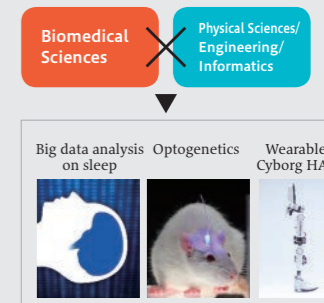 Biomedical
Sciences
Physical Sciences/
Engineering/
Informatics
Big data analysis
on sleep
Optogenetics
Wearable
Cyborg HA